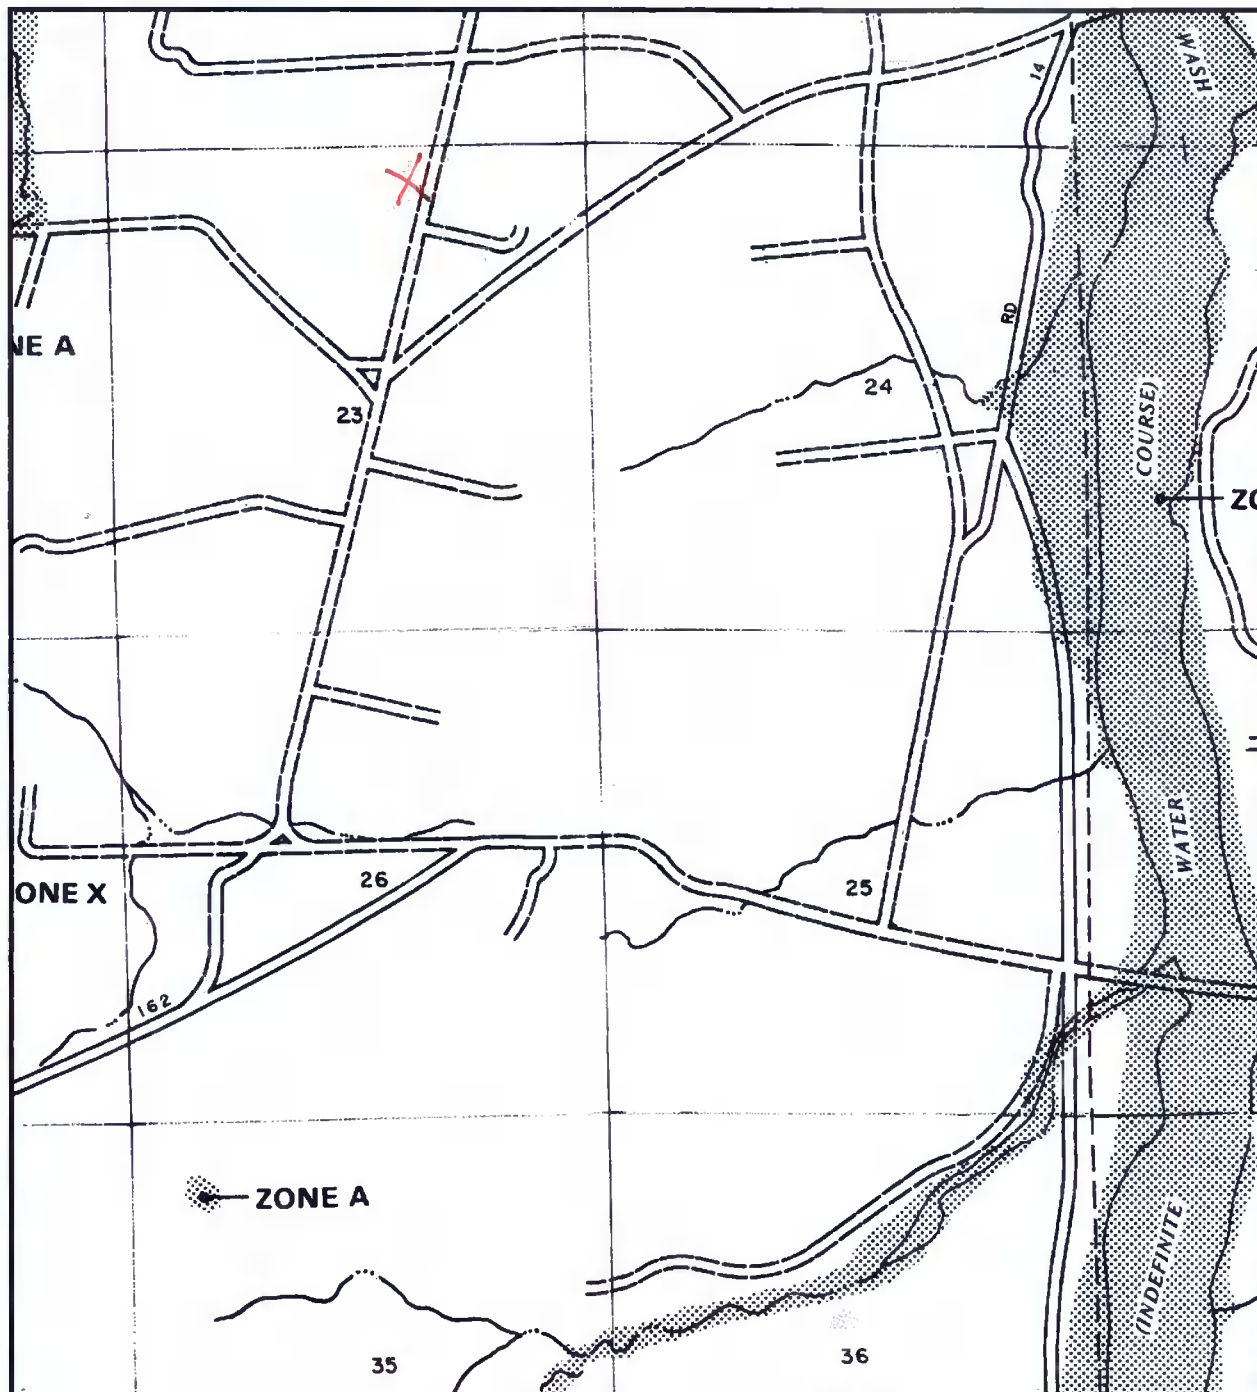 WASH
14
RD
NE A
24
23
COURSE)
ZO
WATER
26
25
ONE X
162
ZONE A
(INDEFINITE
35
36